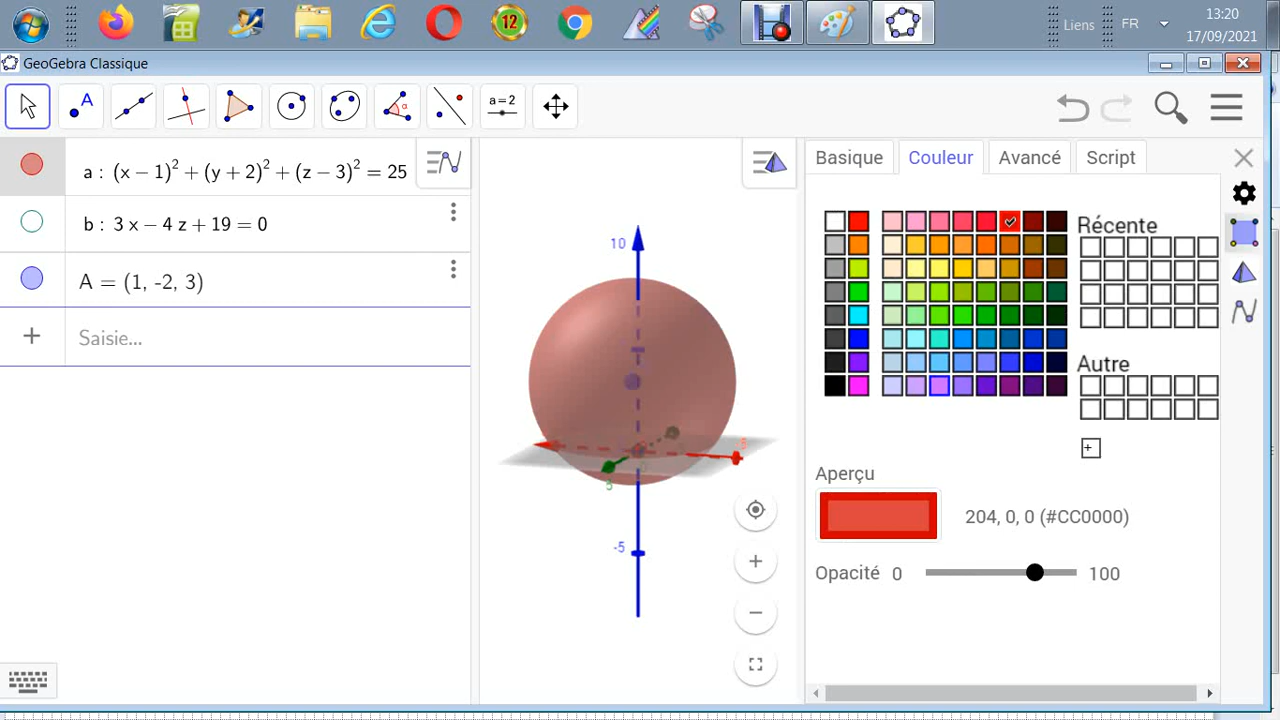 12
Liens
FR
13:20
17/09/2021
GeoGebra Classique
A
α
a = 2
a : (x − 1)² + (y + 2)² + (z − 3)² = 25
b : 3 x − 4 z + 19 = 0
A = (1, -2, 3)
Saisie...
10
5
-5
Basique
Couleur
Avancé
Script
Récente
Autre
+
Aperçu
204, 0, 0 (#CC0000)
Opacité 0
100